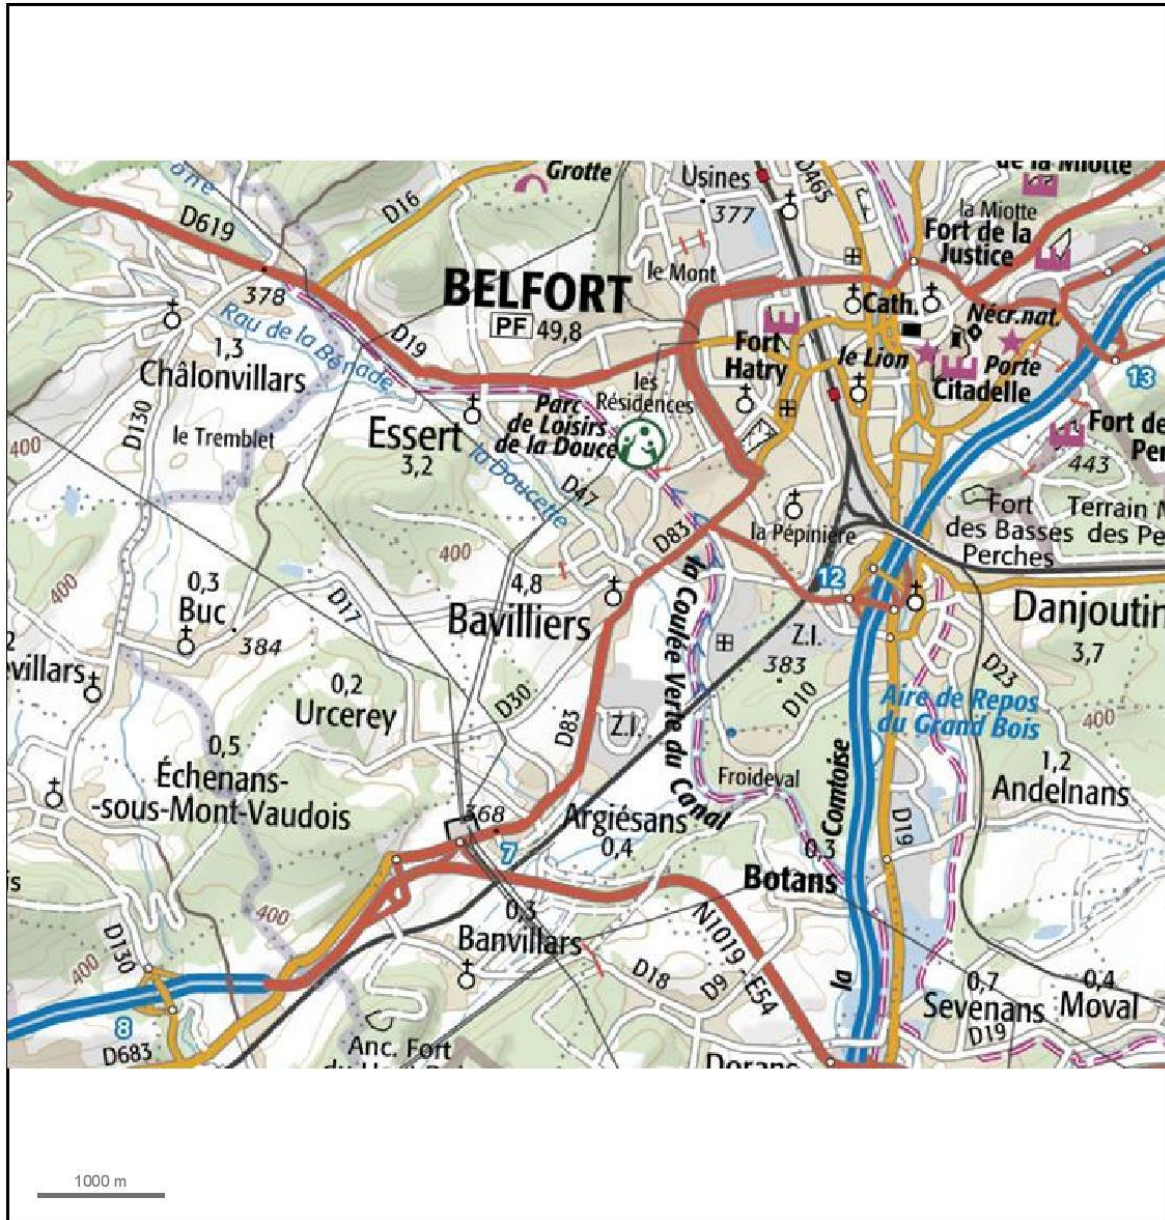 Grotte
Usines
377
D465
de la Miotte
la Miotte
D16
D619
Fort de la
Justice
le Mont
378
BELFORT
PF 49,8
Cath.
Nécr.nat.
Rau de la Bénade
D19
1,3
Châlonvillars
Fort
Hatry
le Lion
Porte
Citadelle
13
les
Résidences
D130
le Tremblet
400
Parc
de Loisirs
de la Douce
Essert
3,2
la Doucette
D47
Fort de
443
Fort
des Basses
Perches
Terrain
D83
la Pépinière
400
400
0,3
Buc
384
D17
4,8
Bavilliers
12
Z.I.
383
D10
Danjoutin
3,7
D23
la Coulée Verte du Canal
villars
0,2
Urcerey
D30
D83
Z.I.
Aire de Repos
du Grand Bois
400
0,5
Échenans-
-sous-Mont-Vaudois
368
7
Argiésans
0,4
Froideval
la Comtoise
D19
1,2
Andelnans
0,3
Botans
400
0,3
Banvillars
N1019-E54
D130
400
D18
D9
0,7
Sevenans
0,4
Moval
D19
8
D683
Anc. Fort
Dorans
1000 m